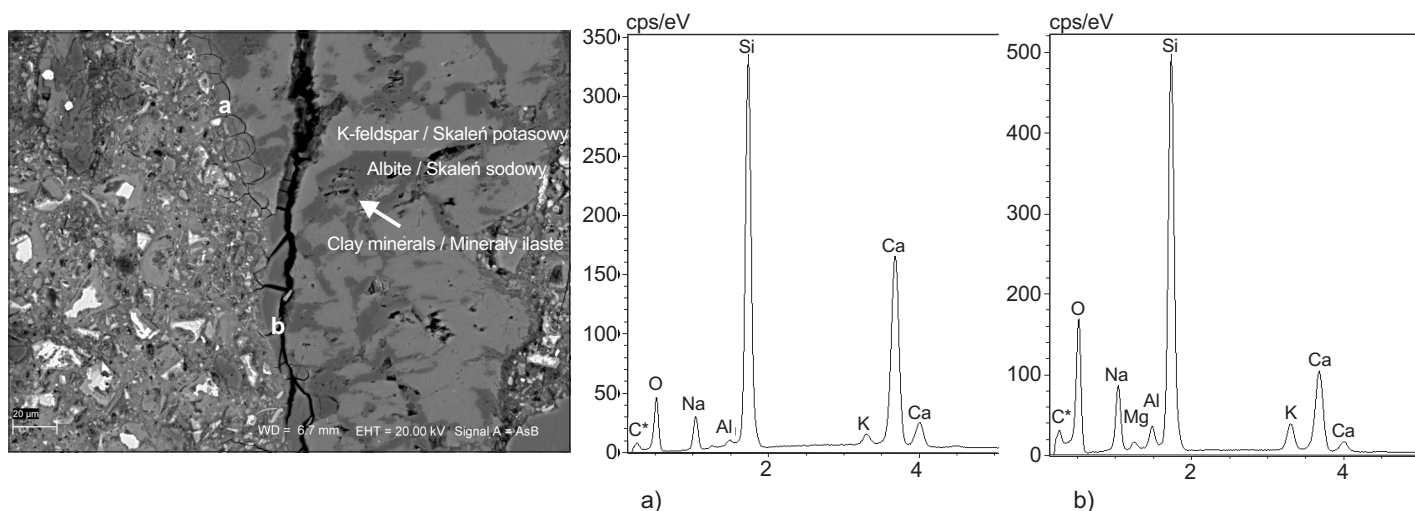 a
K-feldspar / Skaleń potasowy
Albite / Skaleń sodowy
Clay minerals / Minerały ilaste
b
20 µm
WD = 6.7 mm EHT = 20.00 kV Signal A = AsB
cps/eV
350
300
250
200
150
100
50
0
Si
Ca
O
Na
C*
Al
K
Ca
2
4
a)
cps/eV
500
400
300
200
100
0
Si
O
Na
Ca
C*
Mg
Al
K
Ca
2
4
b)